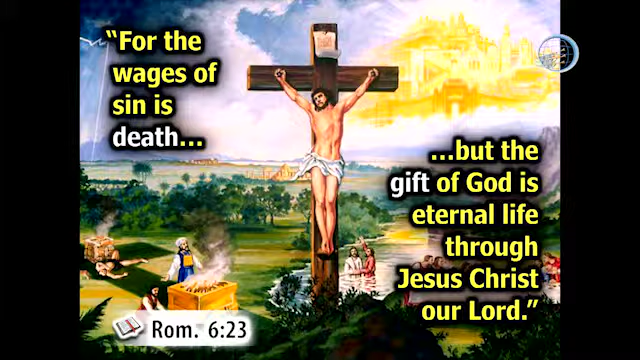 “For the
wages of
sin is
death...
...but the
gift of God is
eternal life
through
Jesus Christ
our Lord.”
Rom. 6:23